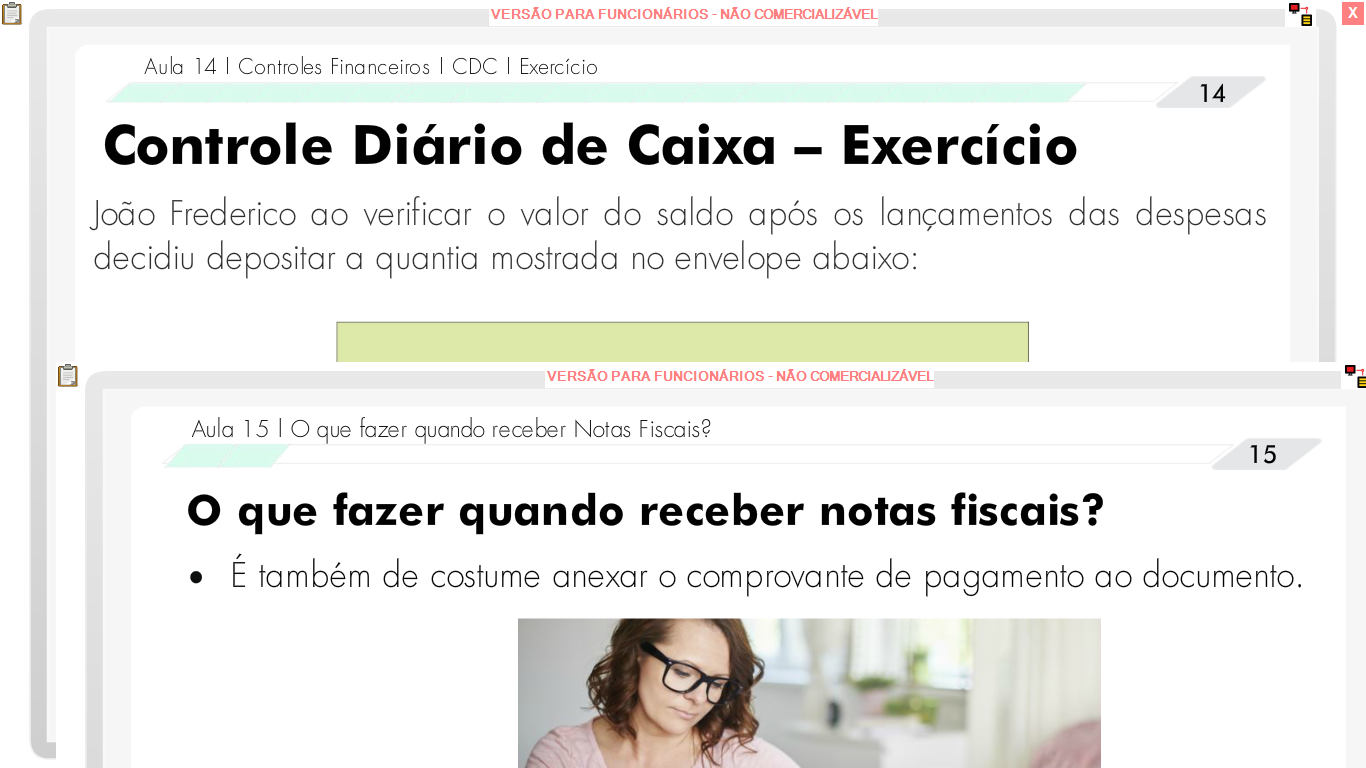 VERSÃO PARA FUNCIONÁRIOS - NÃO COMERCIALIZÁVEL
X
Aula 14 | Controles Financeiros | CDC | Exercício
14
Controle Diário de Caixa – Exercício
João Frederico ao verificar o valor do saldo após os lançamentos das despesas
decidiu depositar a quantia mostrada no envelope abaixo:
VERSÃO PARA FUNCIONÁRIOS - NÃO COMERCIALIZÁVEL
Aula 15 | O que fazer quando receber Notas Fiscais?
15
O que fazer quando receber notas fiscais?
• É também de costume anexar o comprovante de pagamento ao documento.